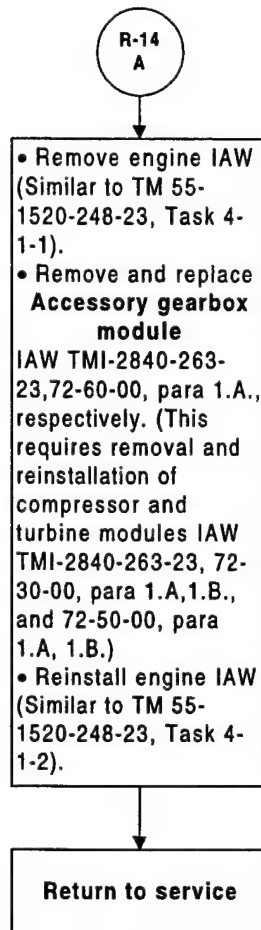 R-14
A
• Remove engine IAW
(Similar to TM 55-
1520-248-23, Task 4-
1-1).
• Remove and replace
Accessory gearbox
module
IAW TMI-2840-263-
23,72-60-00, para 1.A.,
respectively. (This
requires removal and
reinstallation of
compressor and
turbine modules IAW
TMI-2840-263-23, 72-
30-00, para 1.A,1.B.,
and 72-50-00, para
1.A, 1.B.)
• Reinstall engine IAW
(Similar to TM 55-
1520-248-23, Task 4-
1-2).
Return to service